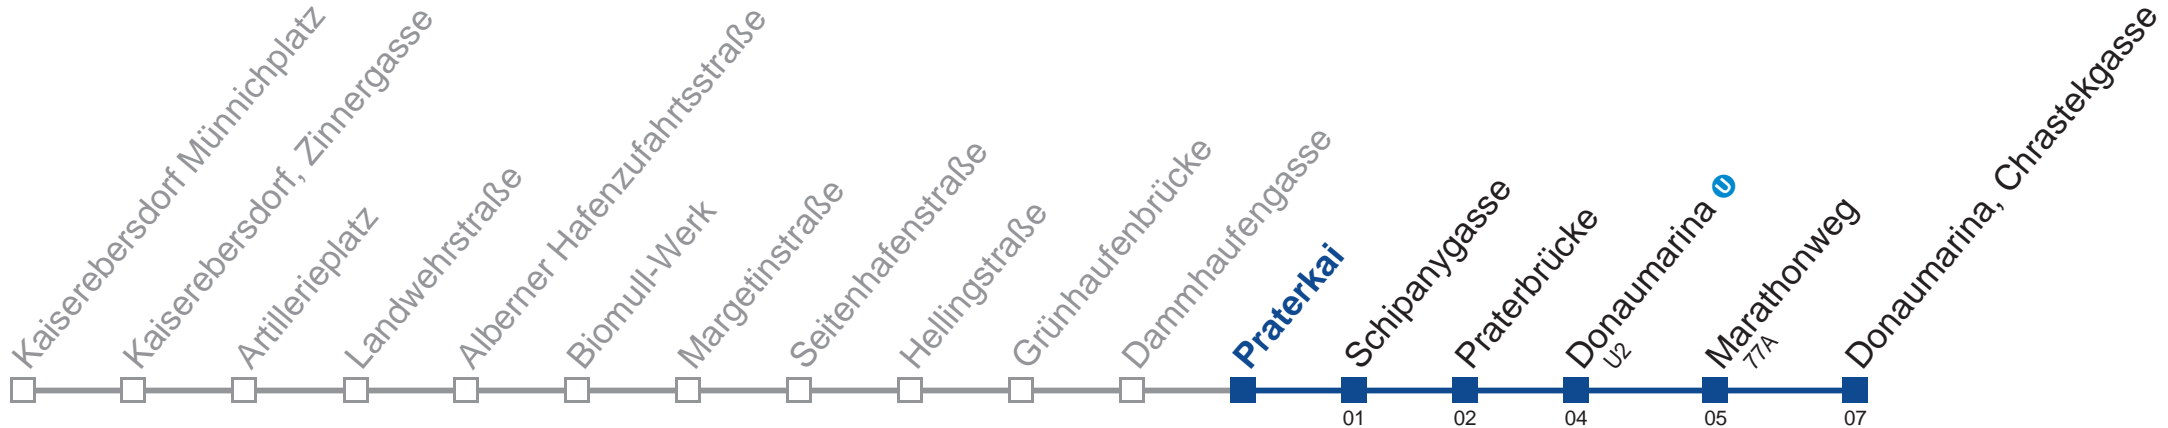 Kaiserebersdorf Münnichplatz
Kaiserebersdorf, Zinnergasse
Artillerieplatz
Landwehrstraße
Alberner Hafenzufahrtsstraße
Biomull-Werk
Margetinstraße
Seitenhafenstraße
Hellingstraße
Grünhaufenbrücke
Dammhaufengasse
Praterkai
Schipanygasse
01
Praterbrücke
02
Donaumarina U
U2
04
Marathonweg
77A
05
Donaumarina, Chrastekgasse
07